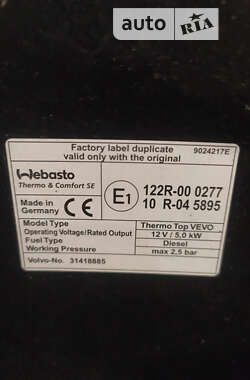 auto RIA
Factory label duplicate
valid only with the original
9024217E
Webasto
Thermo & Comfort SE
Made in
Germany
CE
E1
122R-00 0277
10 R-04 5895
Model Type Thermo Top VEVO
Operating Voltage/Rated Output 12 V / 5,0 kW
Fuel Type Diesel
Working Pressure max 2,5 bar
Volvo-No. 31418885